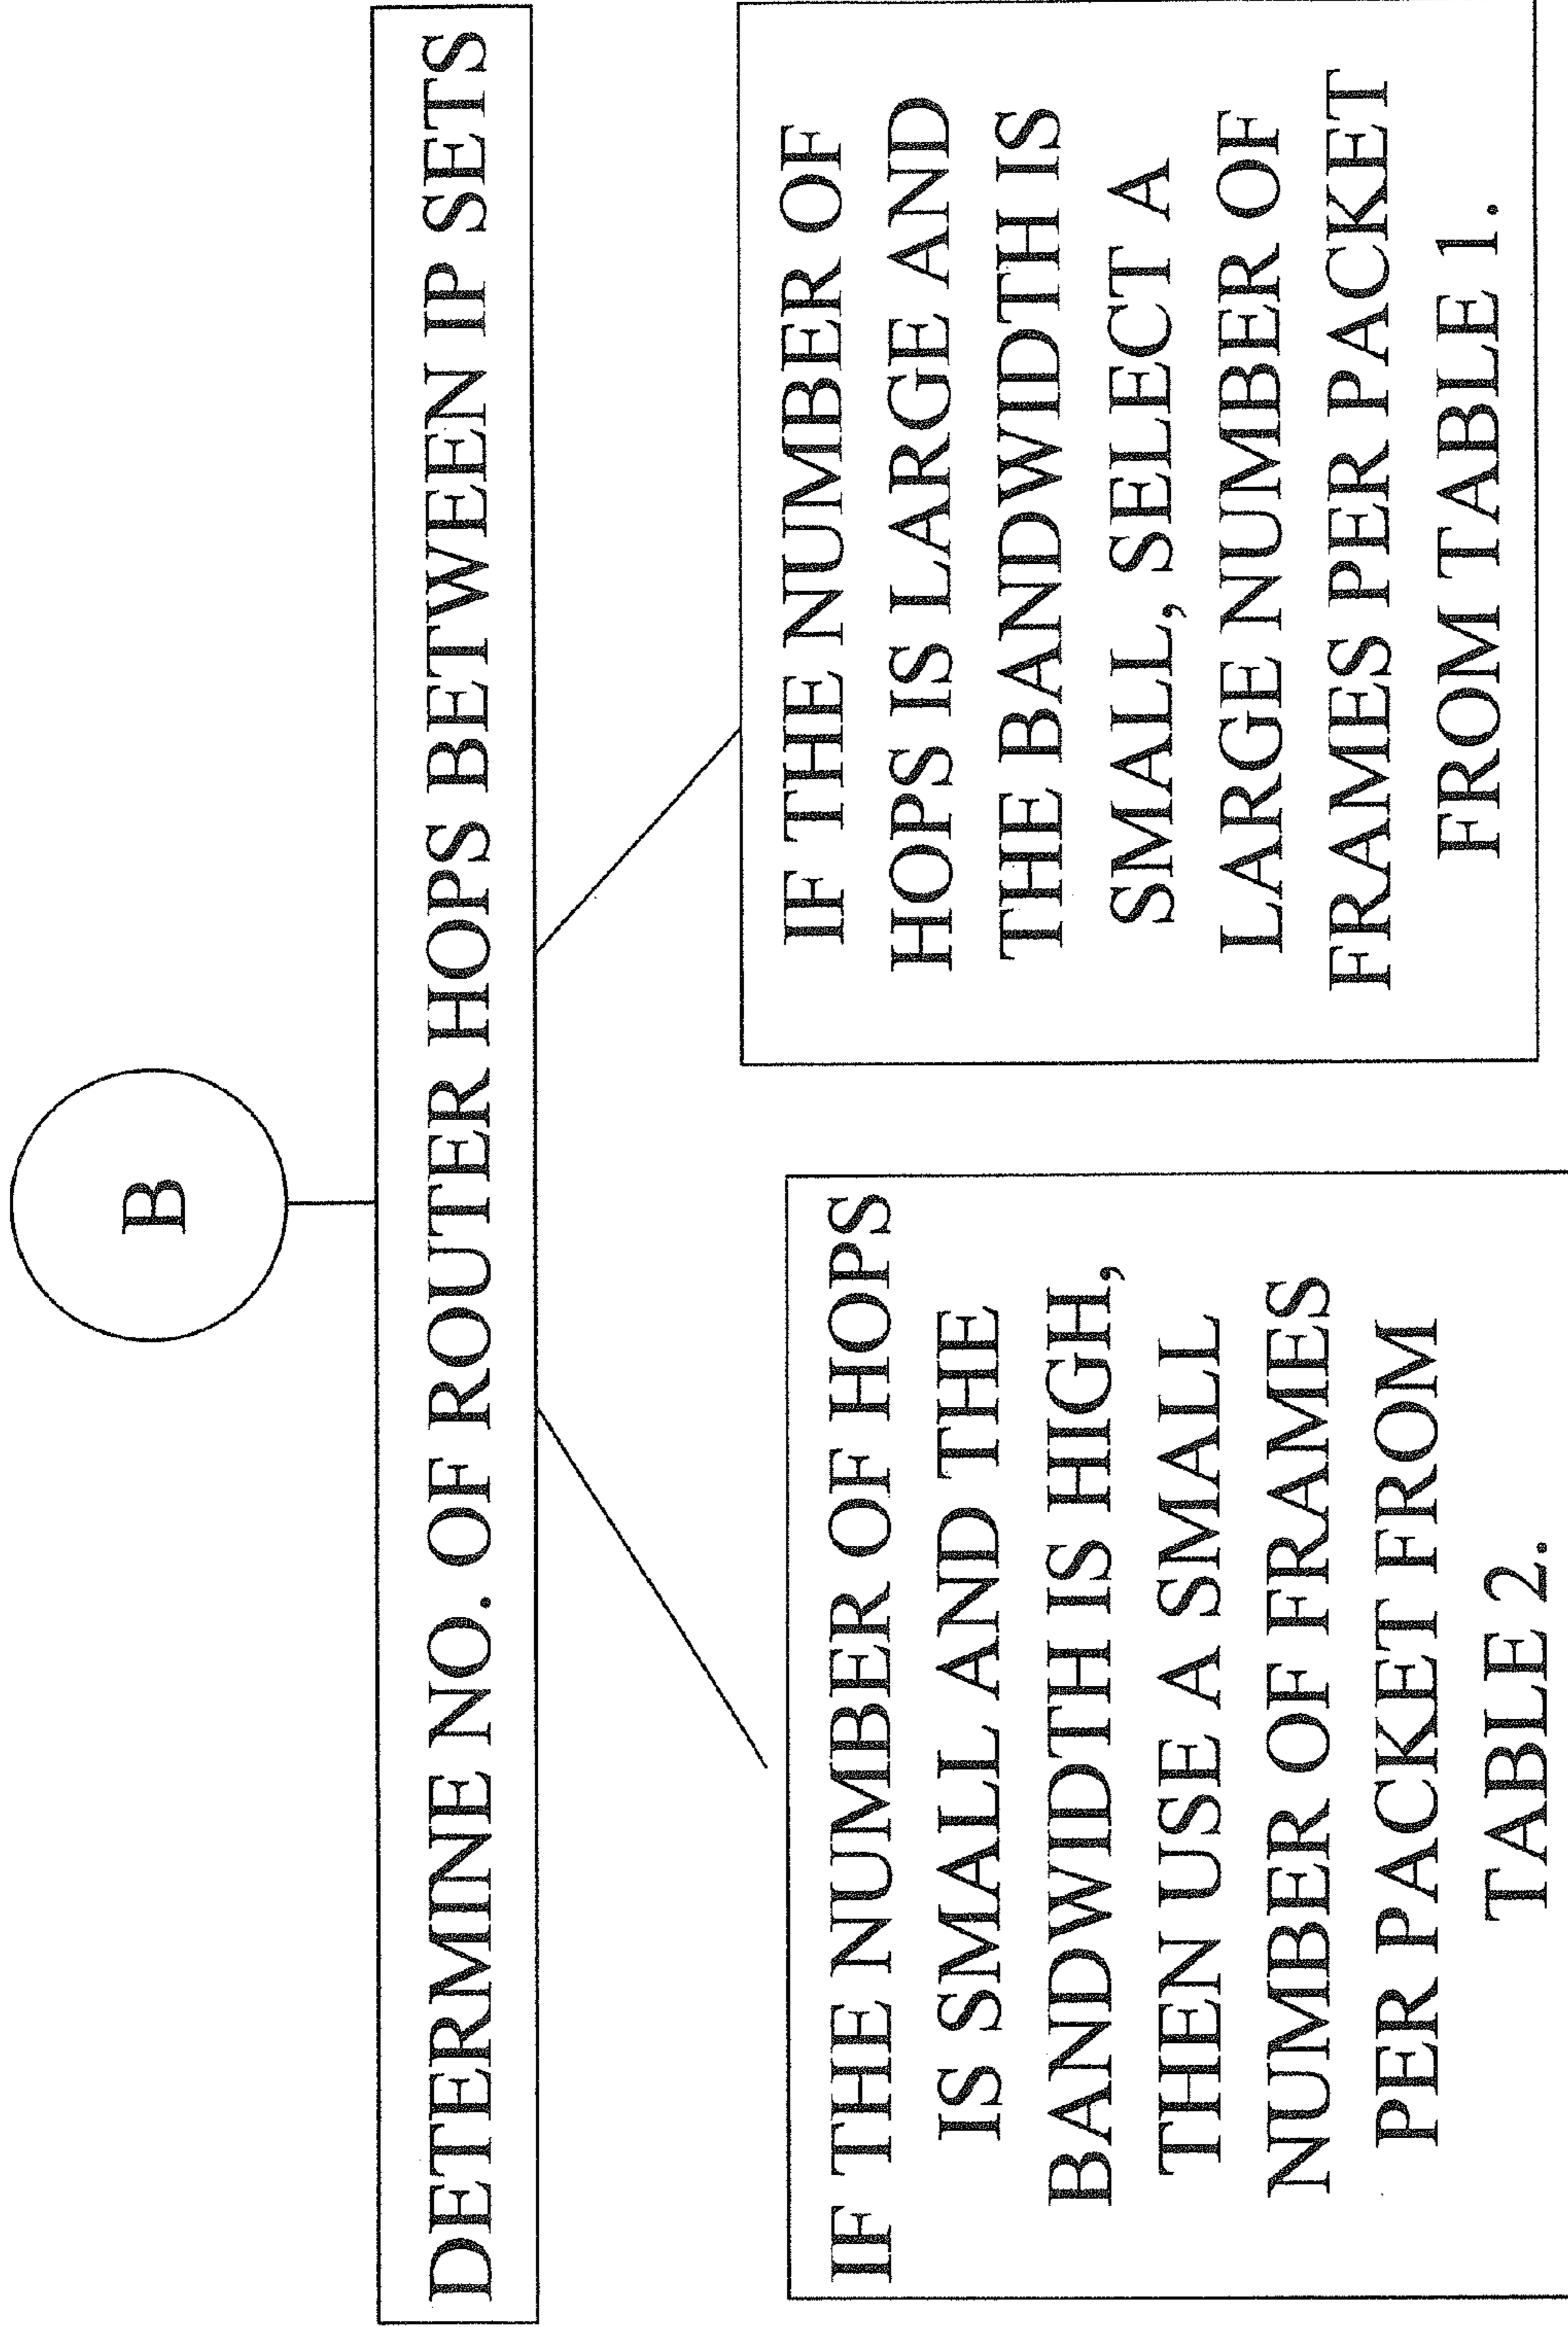 B
DETERMINE NO. OF ROUTER HOPS BETWEEN IP SETS
IF THE NUMBER OF HOPS
IS SMALL AND THE
BANDWIDTH IS HIGH,
THEN USE A SMALL
NUMBER OF FRAMES
PER PACKET FROM
TABLE 2.
IF THE NUMBER OF
HOPS IS LARGE AND
THE BANDWIDTH IS
SMALL, SELECT A
LARGE NUMBER OF
FRAMES PER PACKET
FROM TABLE 1.